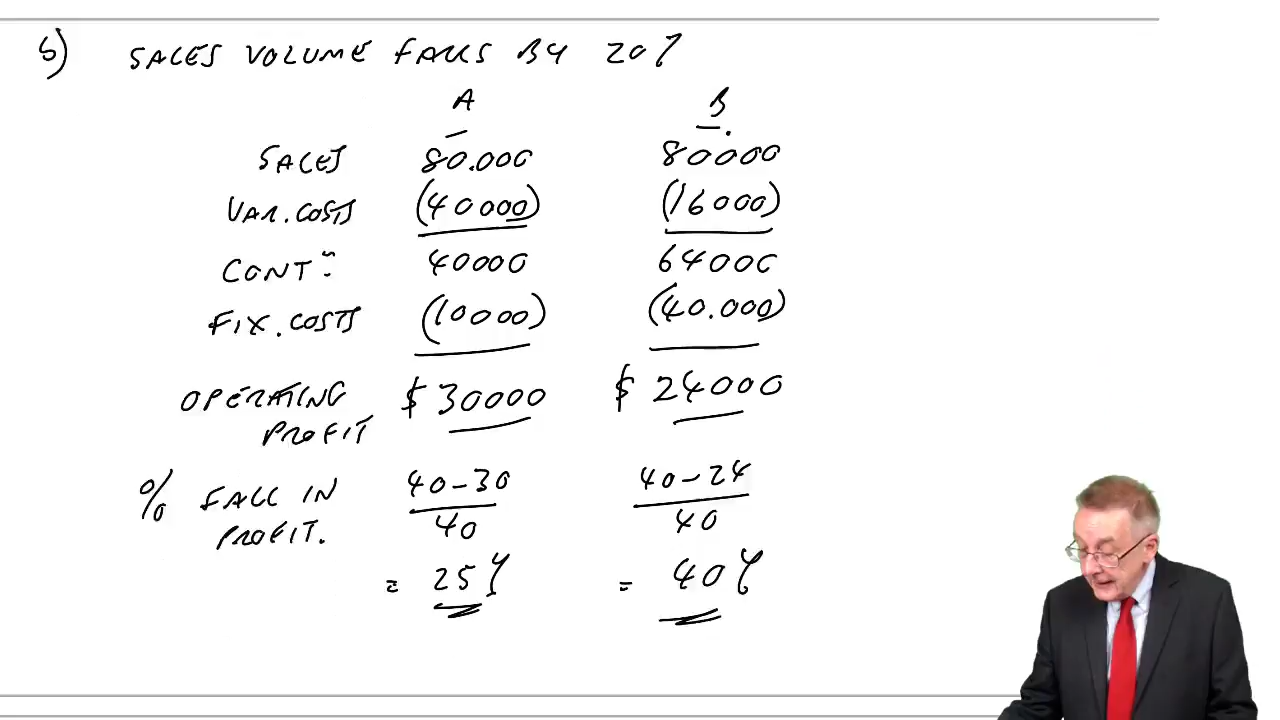 b) SALES VOLUME FALLS BY 20%
A B
SALES 80.000 80000
VAR. COSTS (40000) (16000)
CONTN: 40000 64000
FIX. COSTS (10000) (40.000)
OPERATING PROFIT $ 30000 $ 24000
% FALL IN PROFIT. 40-30 40-24
40 40
= 25% = 40%